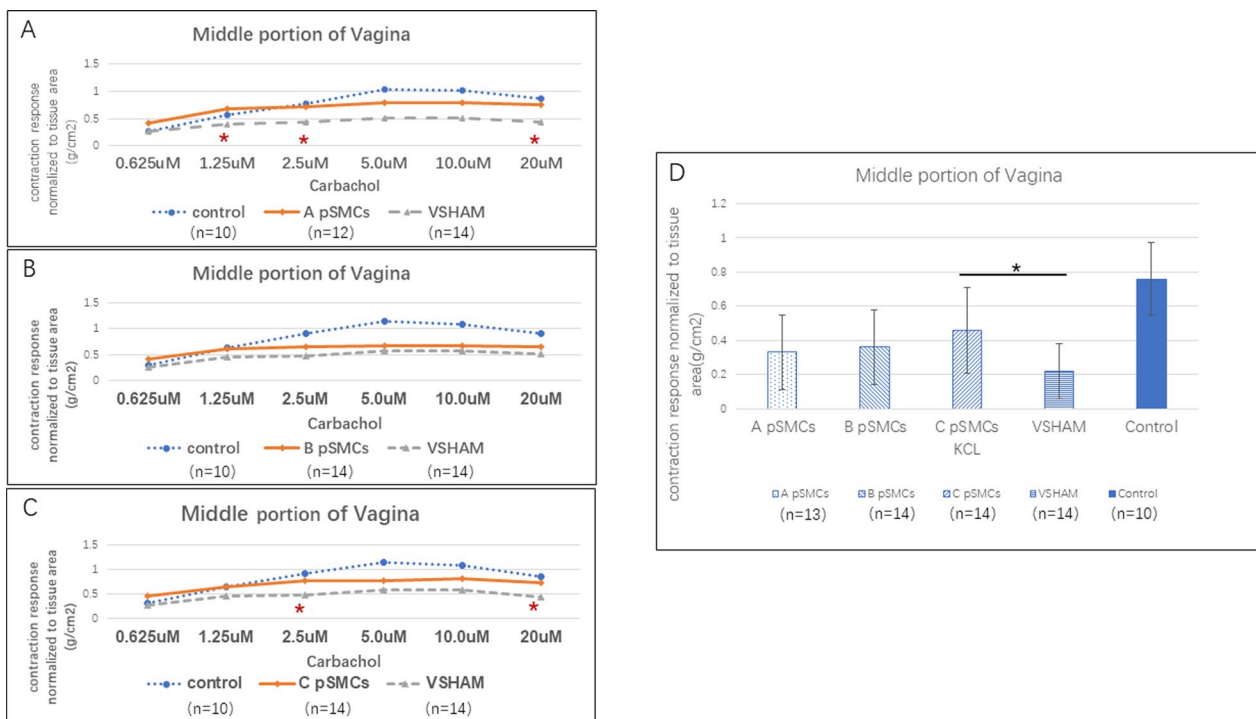 A
Middle portion of Vagina
contraction response
normalized to tissue area
(g/cm2)
1.5
1
0.5
0
* * *
0.625uM 1.25uM 2.5uM 5.0uM 10.0uM 20uM
Carbachol
control A pSMCs VSHAM
(n=10) (n=12) (n=14)
B
Middle portion of Vagina
contraction response
normalized to tissue area
(g/cm2)
1.5
1
0.5
0
0.625uM 1.25uM 2.5uM 5.0uM 10.0uM 20uM
Carbachol
control B pSMCs VSHAM
(n=10) (n=14) (n=14)
C
Middle portion of Vagina
contraction response
normalized to tissue area
(g/cm2)
1.5
1
0.5
0
* *
0.625uM 1.25uM 2.5uM 5.0uM 10.0uM 20uM
Carbachol
control C pSMCs VSHAM
(n=10) (n=14) (n=14)
D
Middle portion of Vagina
contraction response normalized to tissue
area(g/cm2)
1.2
1
0.8
0.6
0.4
0.2
0
*
A pSMCs B pSMCs C pSMCs VSHAM Control
KCL
A pSMCs B pSMCs C pSMCs VSHAM Control
(n=13) (n=14) (n=14) (n=14) (n=10)